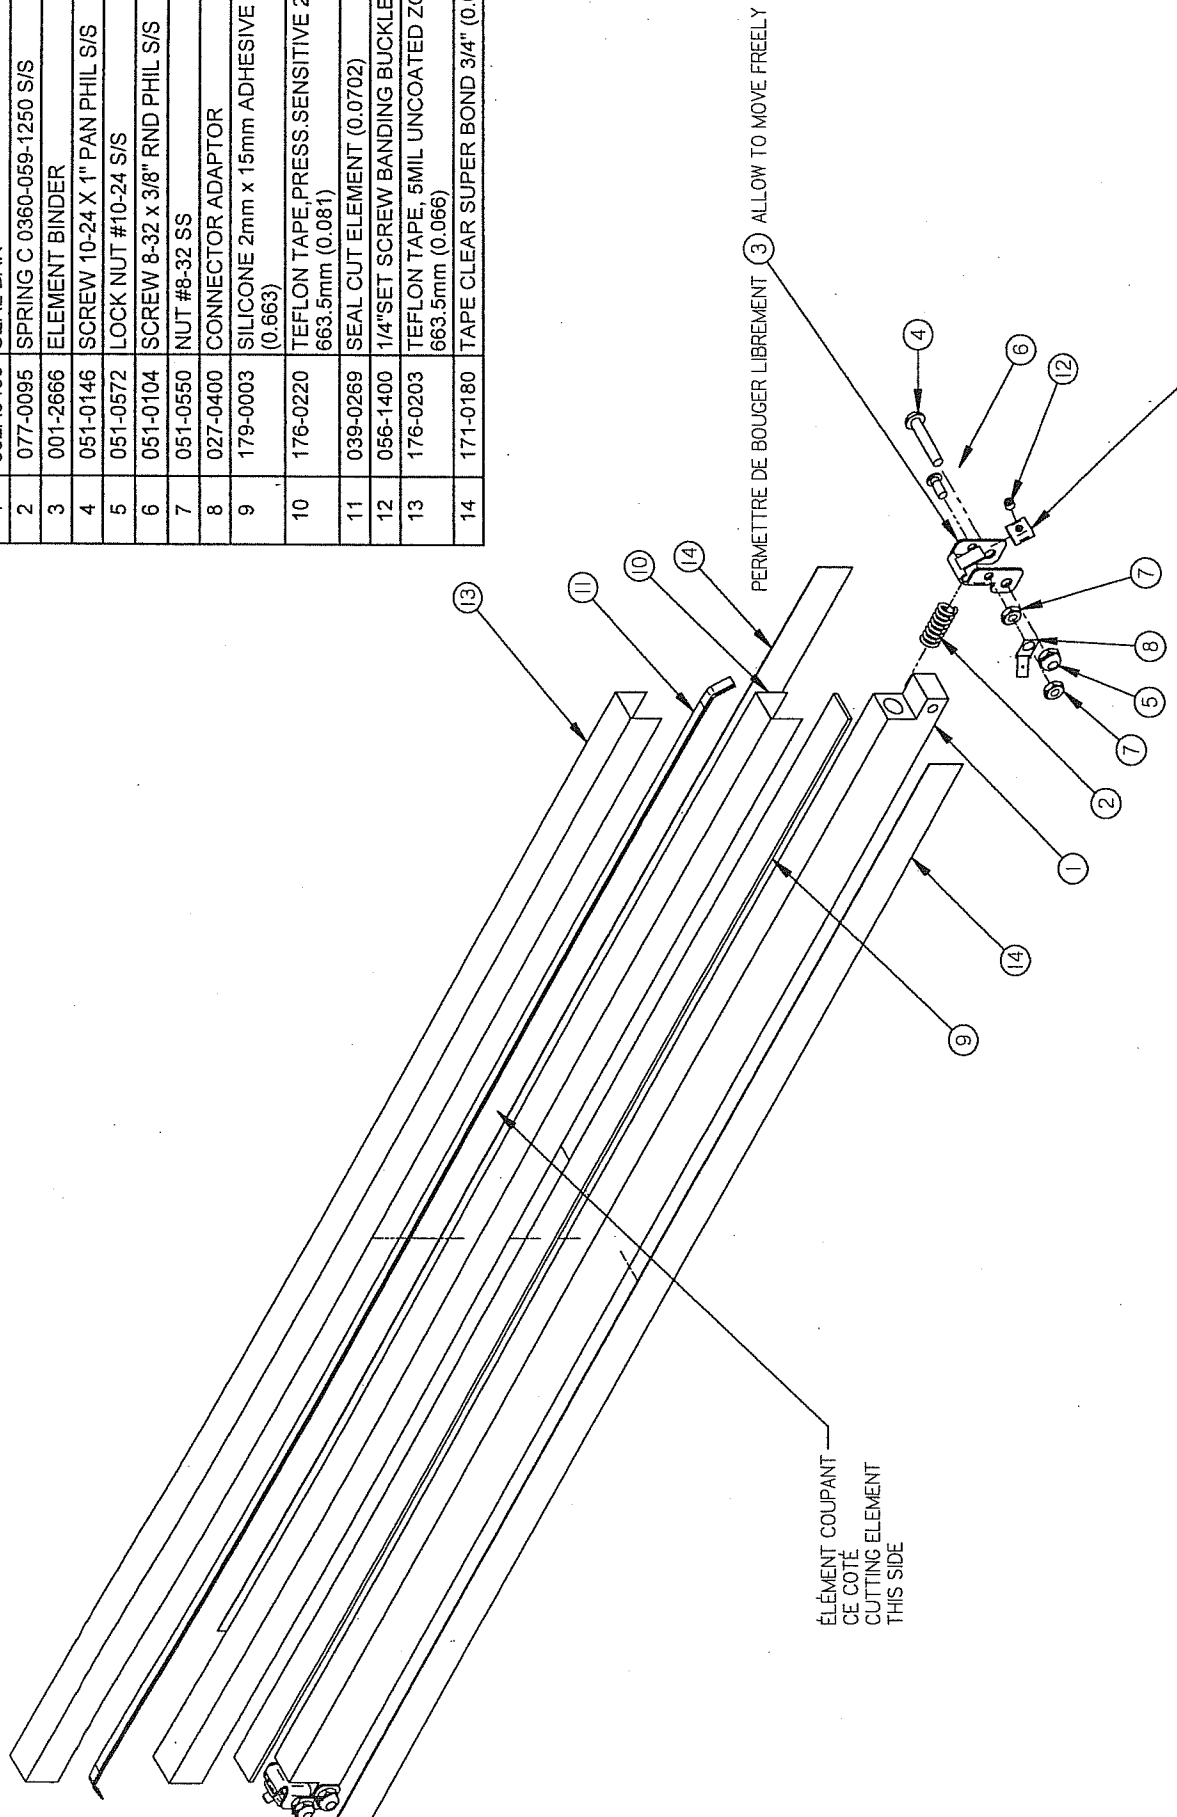 2 077-0095 SPRING C 0360-059-1250 S/S
3 001-2666 ELEMENT BINDER
4 051-0146 SCREW 10-24 X 1" PAN PHIL S/S
5 051-0572 LOCK NUT #10-24 S/S
6 051-0104 SCREW 8-32 x 3/8" RND PHIL S/S
7 051-0550 NUT #8-32 SS
8 027-0400 CONNECTOR ADAPTOR
9 179-0003 SILICONE 2mm x 15mm ADHESIVE
(0.663)
10 176-0220 TEFLON TAPE,PRESS.SENSITIVE
663.5mm (0.081)
11 039-0269 SEAL CUT ELEMENT (0.0702)
12 056-1400 1/4"SET SCREW BANDING BUCKLE
13 176-0203 TEFLON TAPE, 5MIL UNCOATED
663.5mm (0.066)
14 171-0180 TAPE CLEAR SUPER BOND 3/4"
PERMETTRE DE BOUGER LIBREMENT 3 ALLOW TO MOVE FREELY
13
11
10
14
4
6
12
7
8
5
7
2
1
14
9
ÉLÉMENT COUPANT
CE COTÉ
CUTTING ELEMENT
THIS SIDE